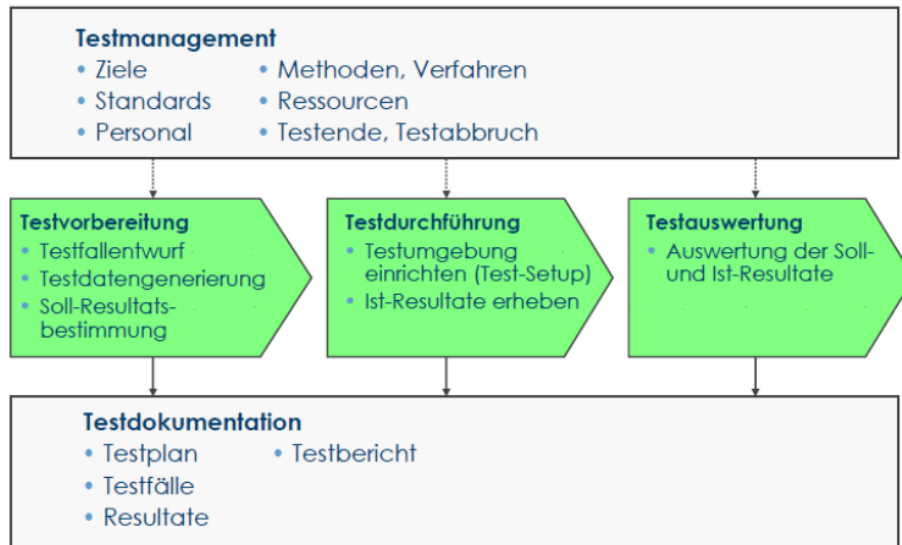 Testmanagement
• Ziele
• Methoden, Verfahren
• Standards
• Ressourcen
• Personal
• Testende, Testabbruch
Testvorbereitung
• Testfallentwurf
• Testdatengenerierung
• Soll-Resultats-
bestimmung
Testdurchführung
• Testumgebung
einrichten (Test-Setup)
• Ist-Resultate erheben
Testauswertung
• Auswertung der Soll-
und Ist-Resultate
Testdokumentation
• Testplan
• Testbericht
• Testfälle
• Resultate